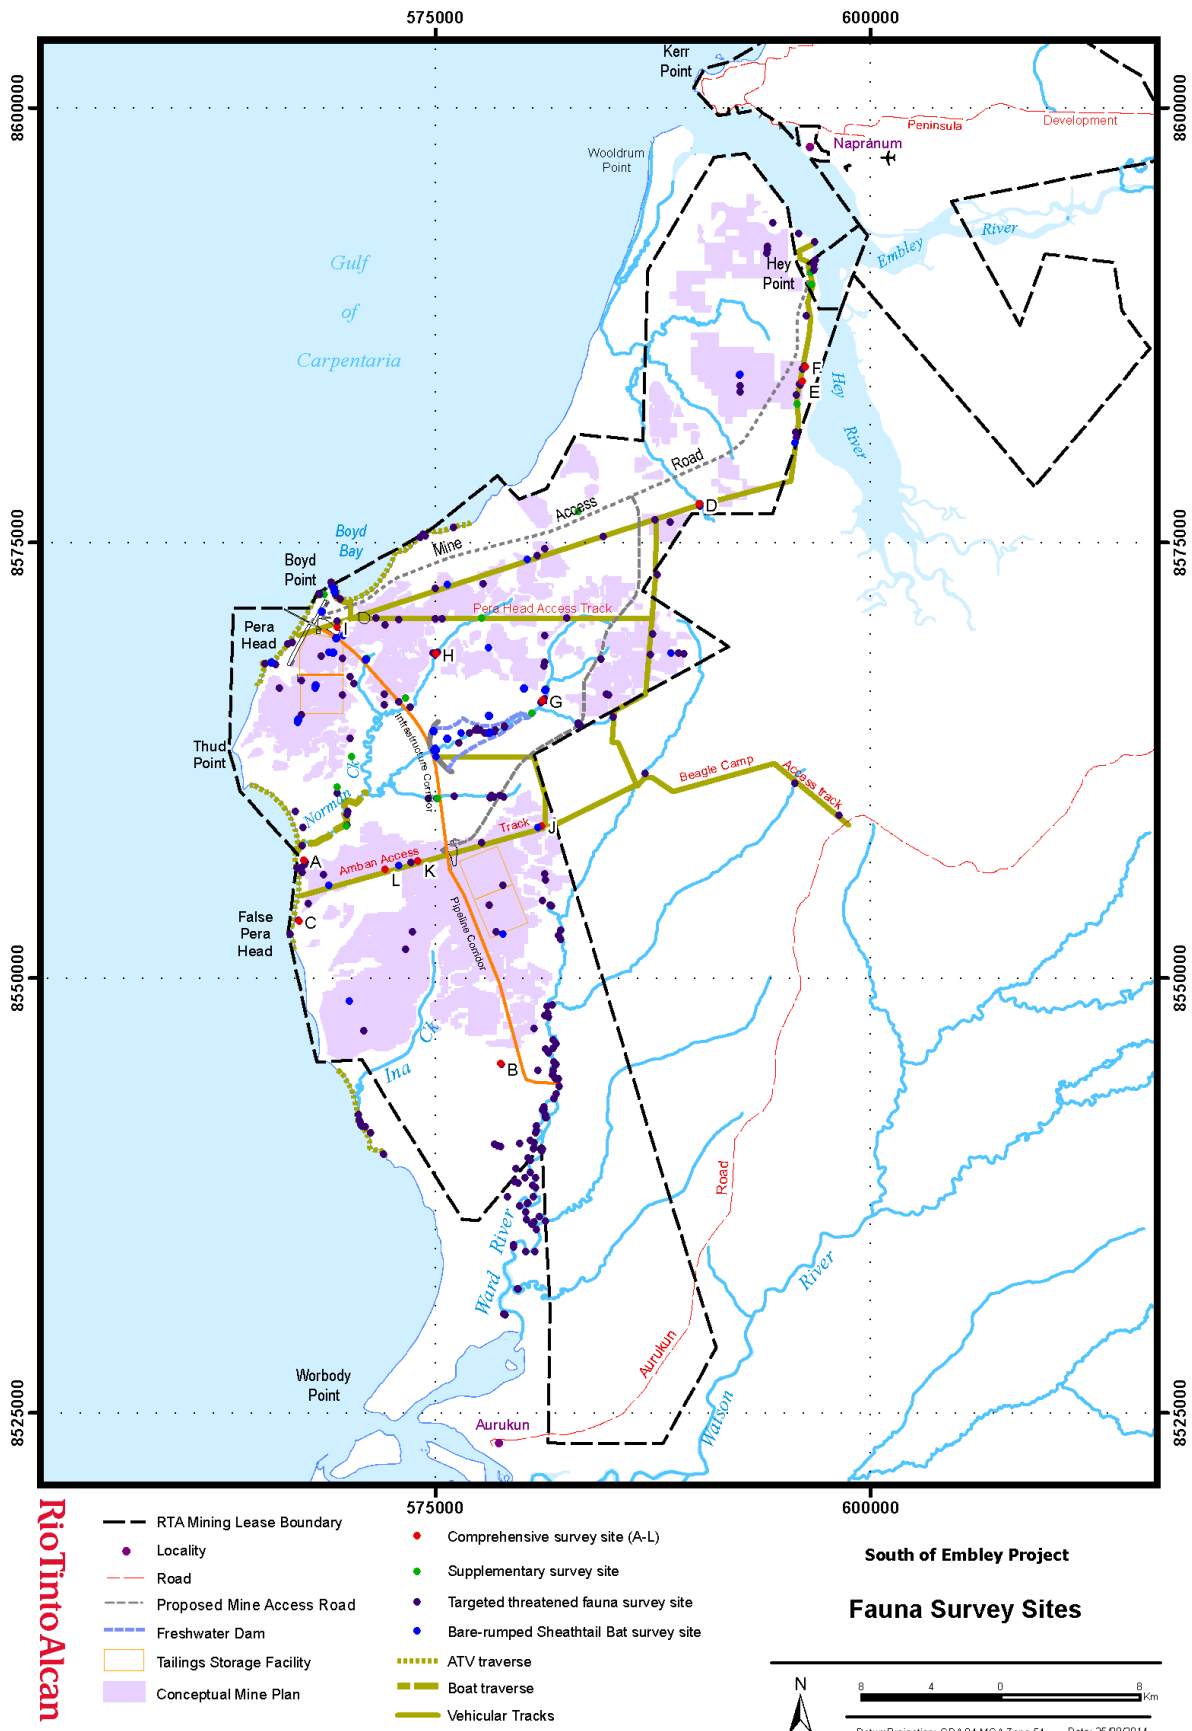 575000
600000
Kerr
Point
8600000
8600000
Peninsula
Development
Napranum
Wooldrum
Point
Embley
River
Gulf
of
Carpentaria
Hey
Point
F
E
Hey
River
Road
Access
Mine
D
Boyd
Bay
8575000
8575000
Boyd
Point
Pera Head Access Track
Pera
Head
I
H
G
Infrastructure Corridor
Thud
Point
Beagle Camp
Access track
Norman
Ck
Track
J
Amban Access
A
L
K
C
False
Pera
Head
Pipeline Corridor
8550000
8550000
Ina
Ck
B
Road
Ward
River
River
Aurukun
Watson
Worbody
Point
Aurukun
8525000
8525000
575000
600000
RioTintoAlcan
RTA Mining Lease Boundary
Locality
Road
Proposed Mine Access Road
Freshwater Dam
Tailings Storage Facility
Conceptual Mine Plan
Comprehensive survey site (A-L)
Supplementary survey site
Targeted threatened fauna survey site
Bare-rumped Sheathtail Bat survey site
ATV traverse
Boat traverse
Vehicular Tracks
South of Embley Project
Fauna Survey Sites
N
8 4 0 8
Km